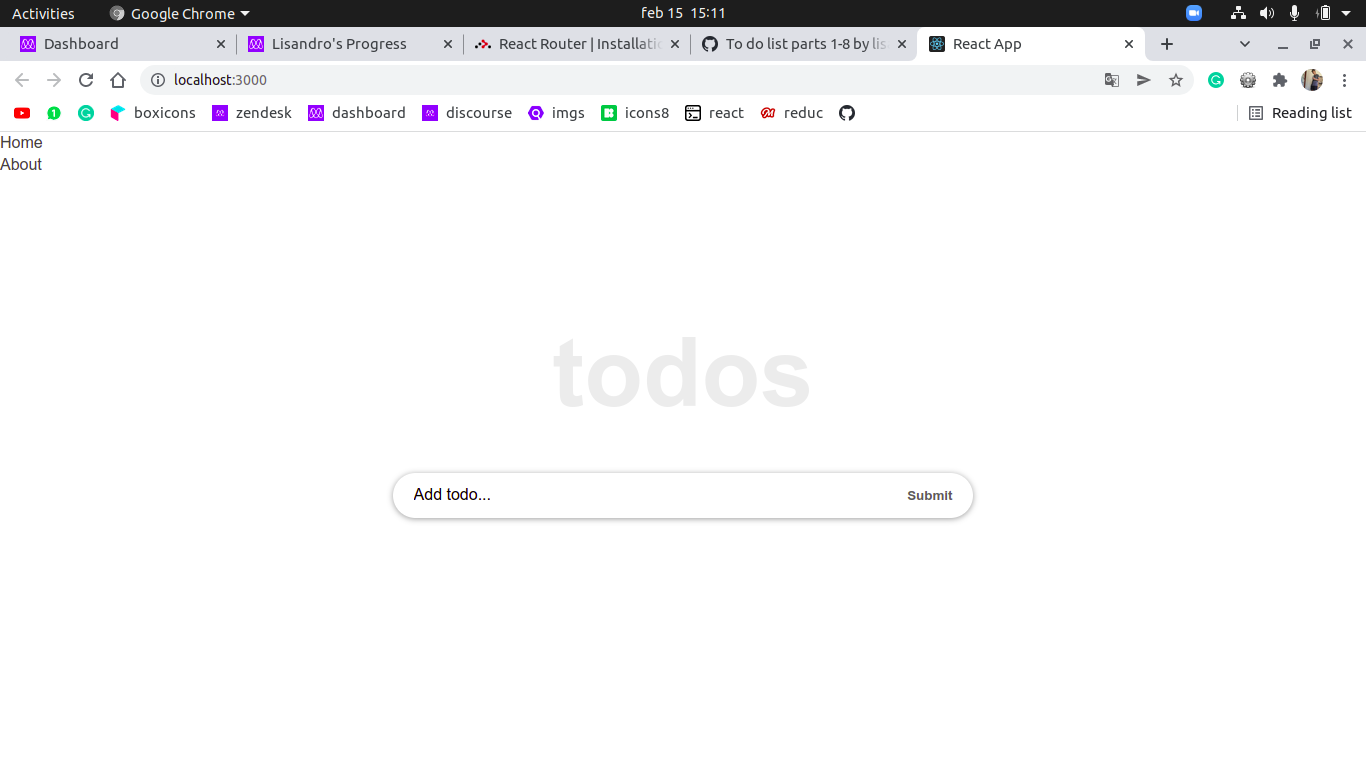 Activities Google Chrome feb 15 15:11
Dashboard Lisandro's Progress React Router | Installatio To do list parts 1-8 by lis React App
localhost:3000
boxicons zendesk dashboard discourse imgs icons8 react reduc Reading list
Home
About
todos
Add todo... Submit